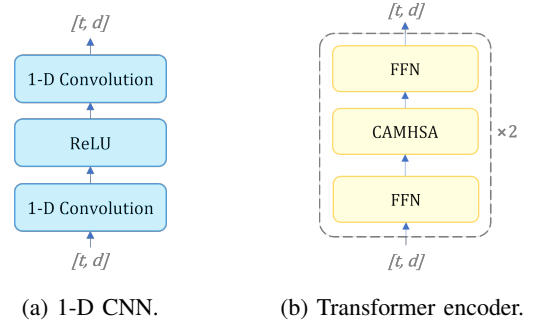 [t, d]
1-D Convolution
ReLU
1-D Convolution
[t, d]
(a) 1-D CNN.
[t, d]
FFN
CAMHSA
×2
FFN
[t, d]
(b) Transformer encoder.